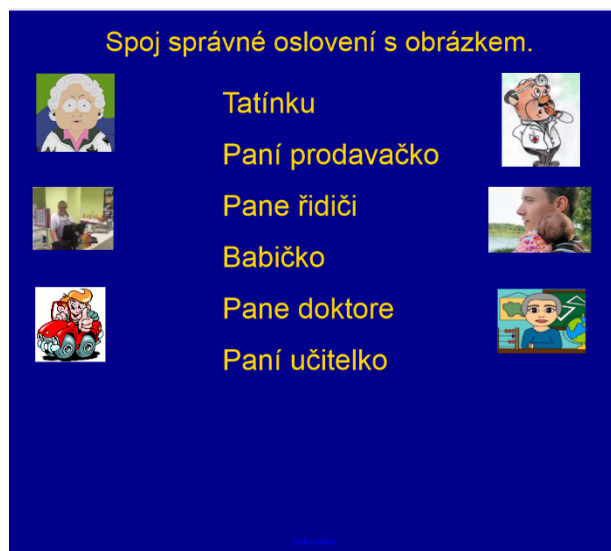 Spoj správné oslovení s obrázkem.
Tatínku
Paní prodavačko
Pane řidiči
Babičko
Pane doktore
Paní učitelko